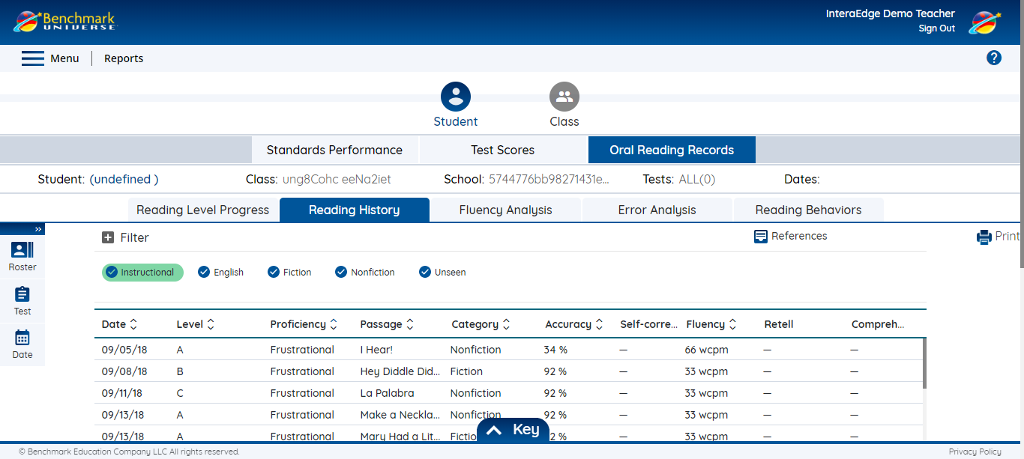 Benchmark
UNIVERSE
InteraEdge Demo Teacher
Sign Out
Menu
Reports
?
Student
Class
Standards Performance
Test Scores
Oral Reading Records
Student: (undefined )
Class: ung8Cohc eeNa2iet
School: 5744776bb98271431e...
Tests: ALL(0)
Dates:
Reading Level Progress
Reading History
Fluency Analysis
Error Analysis
Reading Behaviors
»
Roster
Test
Date
Filter
References
Print
Instructional
English
Fiction
Nonfiction
Unseen
Date Level Proficiency Passage Category Accuracy Self-corre... Fluency Retell Compreh...
09/05/18 A Frustrational I Hear! Nonfiction 34 % — 66 wcpm — —
09/08/18 B Frustrational Hey Diddle Did... Fiction 92 % — 33 wcpm — —
09/11/18 C Frustrational La Palabra Nonfiction 92 % — 33 wcpm — —
09/13/18 A Frustrational Make a Neckla... Nonfiction 92 % — 33 wcpm — —
09/13/18 A Frustrational Mary Had a Lit... 2 % — 33 wcpm — —
Key
© Benchmark Education Company LLC All rights reserved.
Privacy Policy